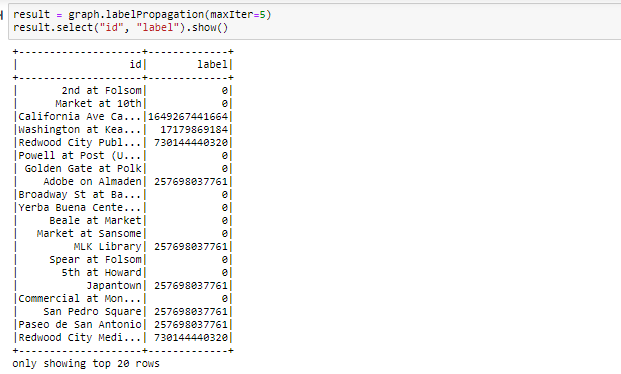 result = graph.labelPropagation(maxIter=5)
result.select("id", "label").show()
+--------------------+-------------+
|                  id|        label|
+--------------------+-------------+
|       2nd at Folsom|            0|
|      Market at 10th|            0|
|California Ave Ca...|1649267441664|
|Washington at Kea...|  17179869184|
|Redwood City Publ...| 730144440320|
|Powell at Post (U...|            0|
| Golden Gate at Polk|            0|
|    Adobe on Almaden| 257698037761|
|Broadway St at Ba...|            0|
|Yerba Buena Cente...|            0|
|     Beale at Market|            0|
|   Market at Sansome|            0|
|         MLK Library| 257698037761|
|     Spear at Folsom|            0|
|       5th at Howard|            0|
|           Japantown| 257698037761|
|Commercial at Mon...|            0|
|    San Pedro Square| 257698037761|
|Paseo de San Antonio| 257698037761|
|Redwood City Medi...| 730144440320|
+--------------------+-------------+
only showing top 20 rows